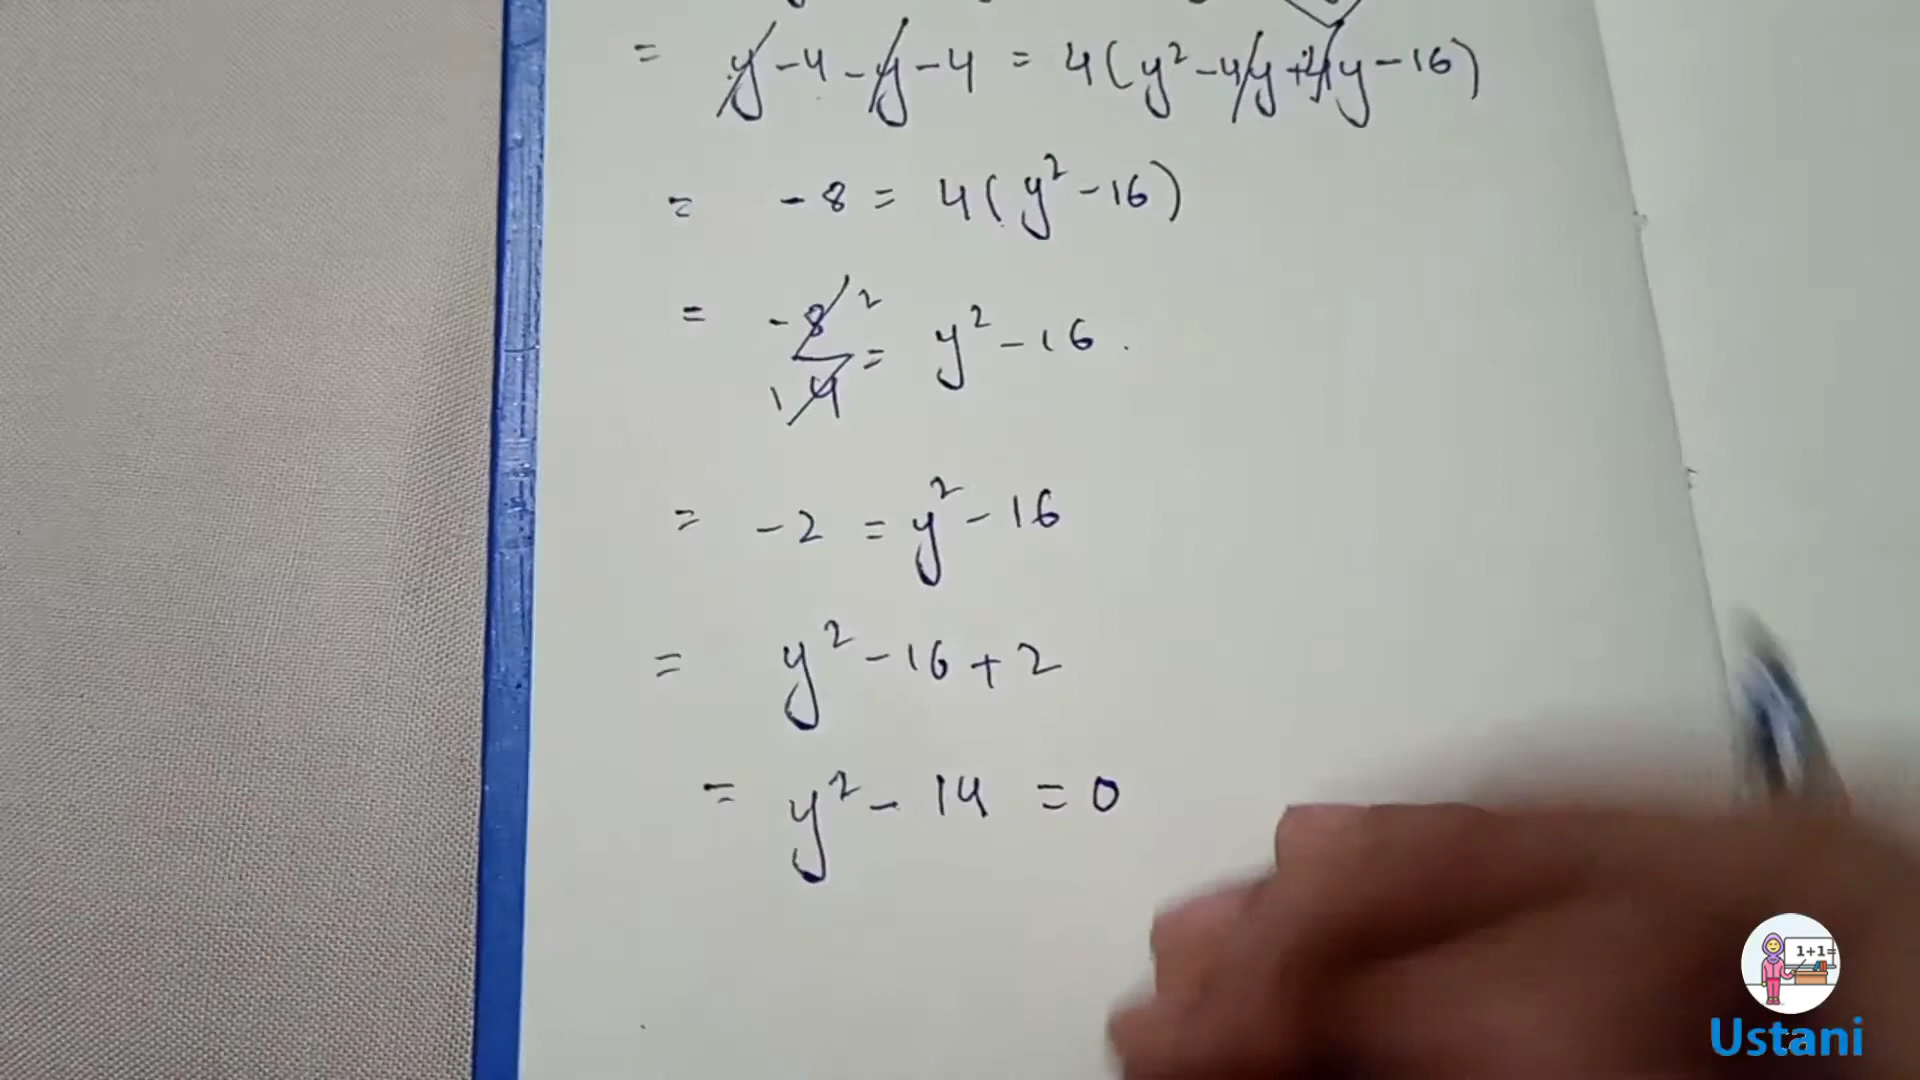 = y - 4 - y - 4 = 4(y² - 4y + 4y - 16)
= - 8 = 4(y² - 16)
= -8/4 2 1 = y² - 16.
= - 2 = y² - 16
= y² - 16 + 2
= y² - 14 = 0
1+1=
Ustani